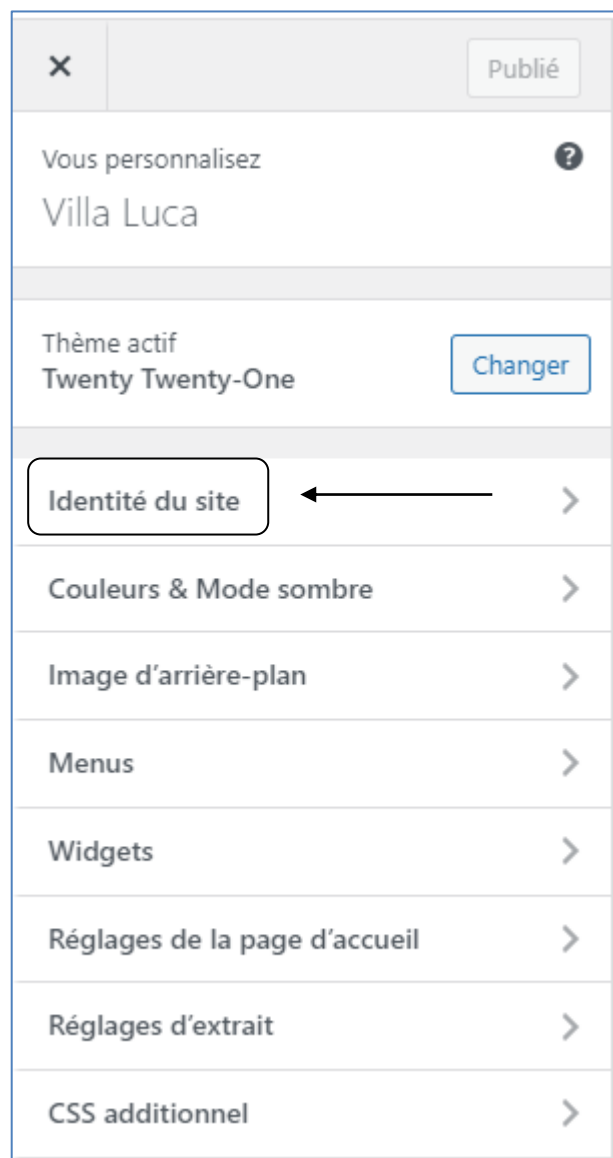 Publié
Vous personnalisez
Villa Luca
Thème actif
Twenty Twenty-One
Changer
Identité du site
Couleurs & Mode sombre
Image d’arrière-plan
Menus
Widgets
Réglages de la page d’accueil
Réglages d’extrait
CSS additionnel